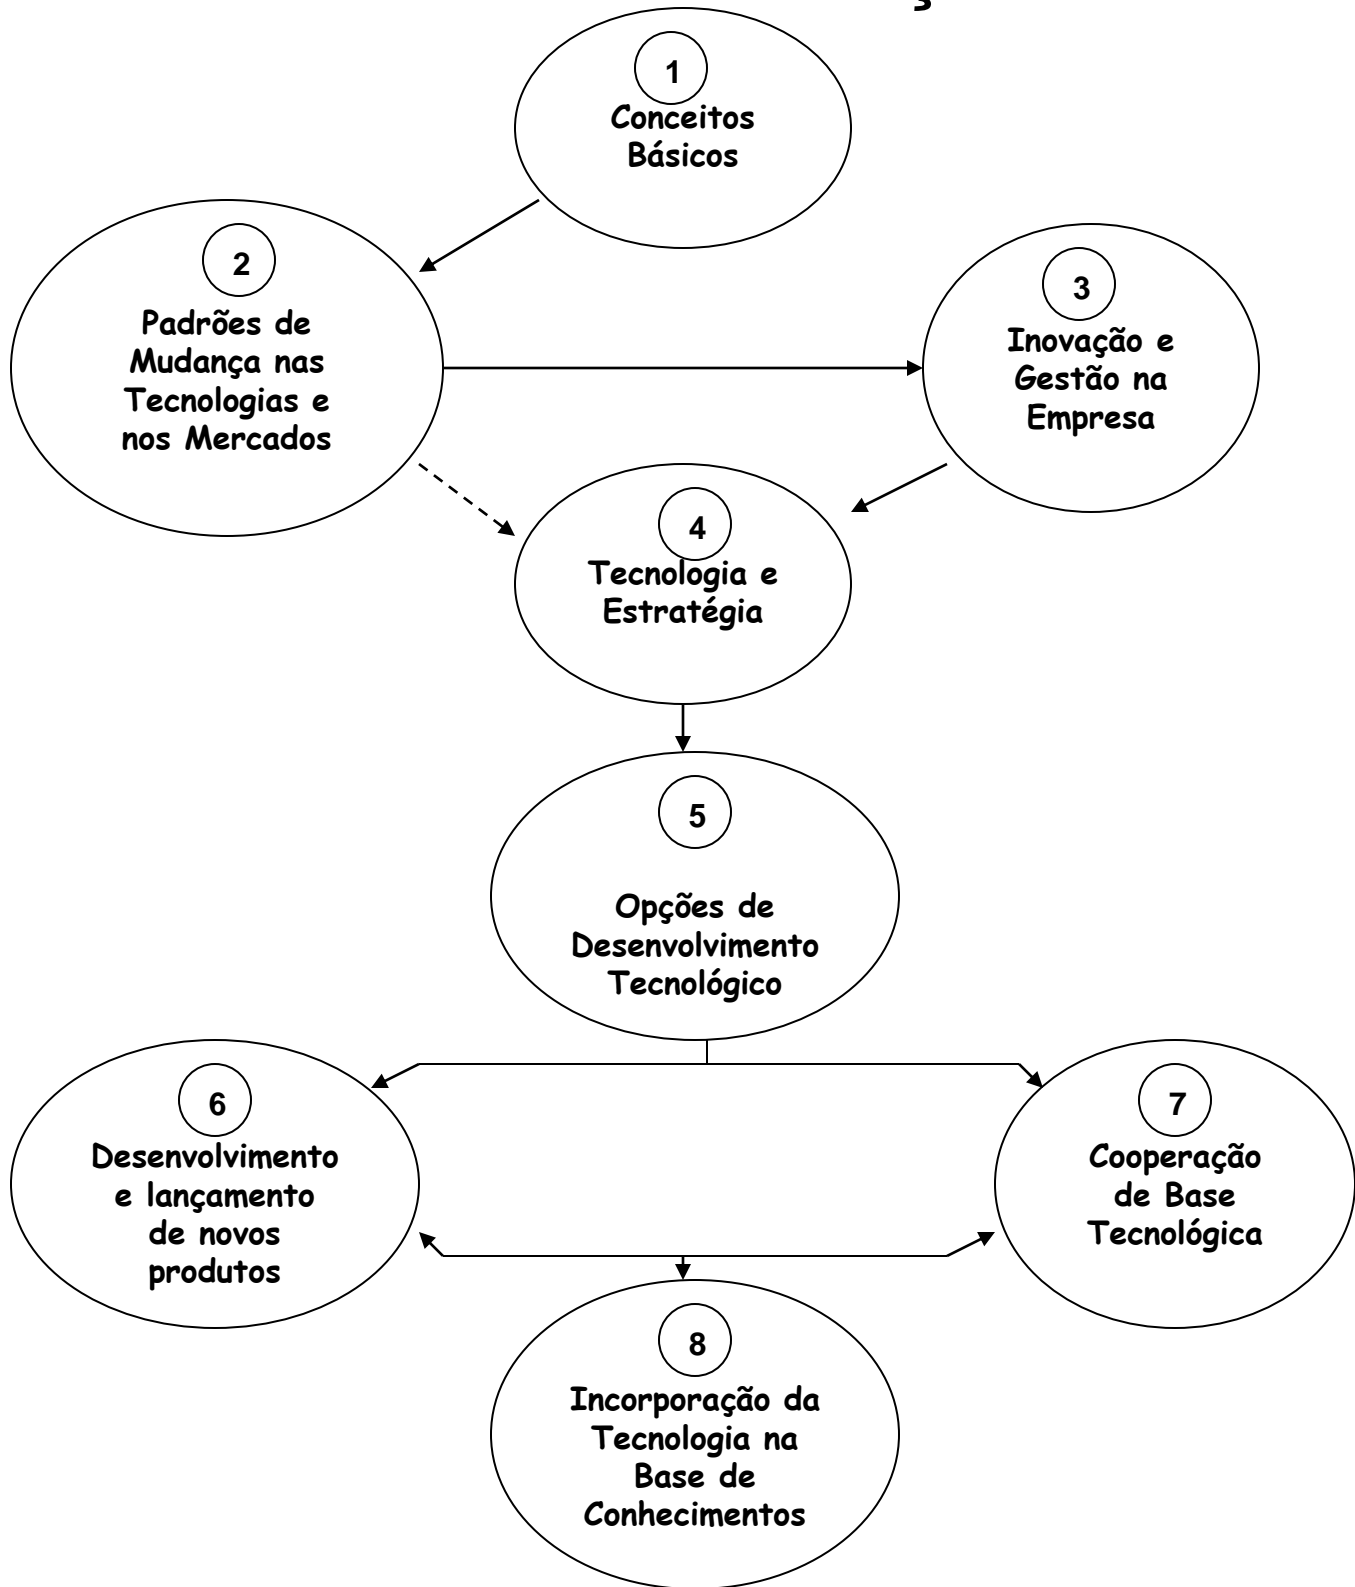 1
Conceitos
Básicos
2
Padrões de
Mudança nas
Tecnologias e
nos Mercados
3
Inovação e
Gestão na
Empresa
4
Tecnologia e
Estratégia
5
Opções de
Desenvolvimento
Tecnológico
6
Desenvolvimento
e lançamento
de novos
produtos
7
Cooperação
de Base
Tecnológica
8
Incorporação da
Tecnologia na
Base de
Conhecimentos